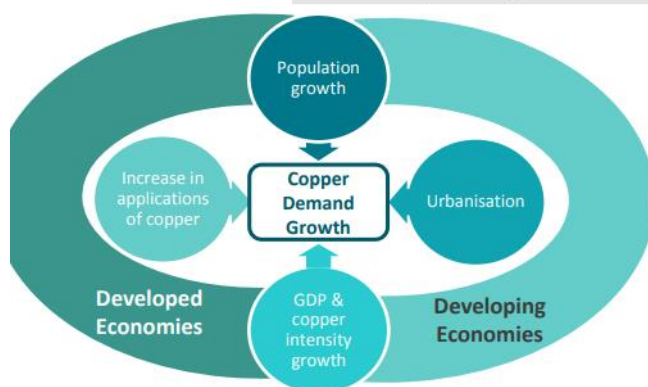 Population
growth
Increase in
applications
of copper
Copper
Demand
Growth
Urbanisation
Developed
Economies
GDP &
copper
intensity
growth
Developing
Economies